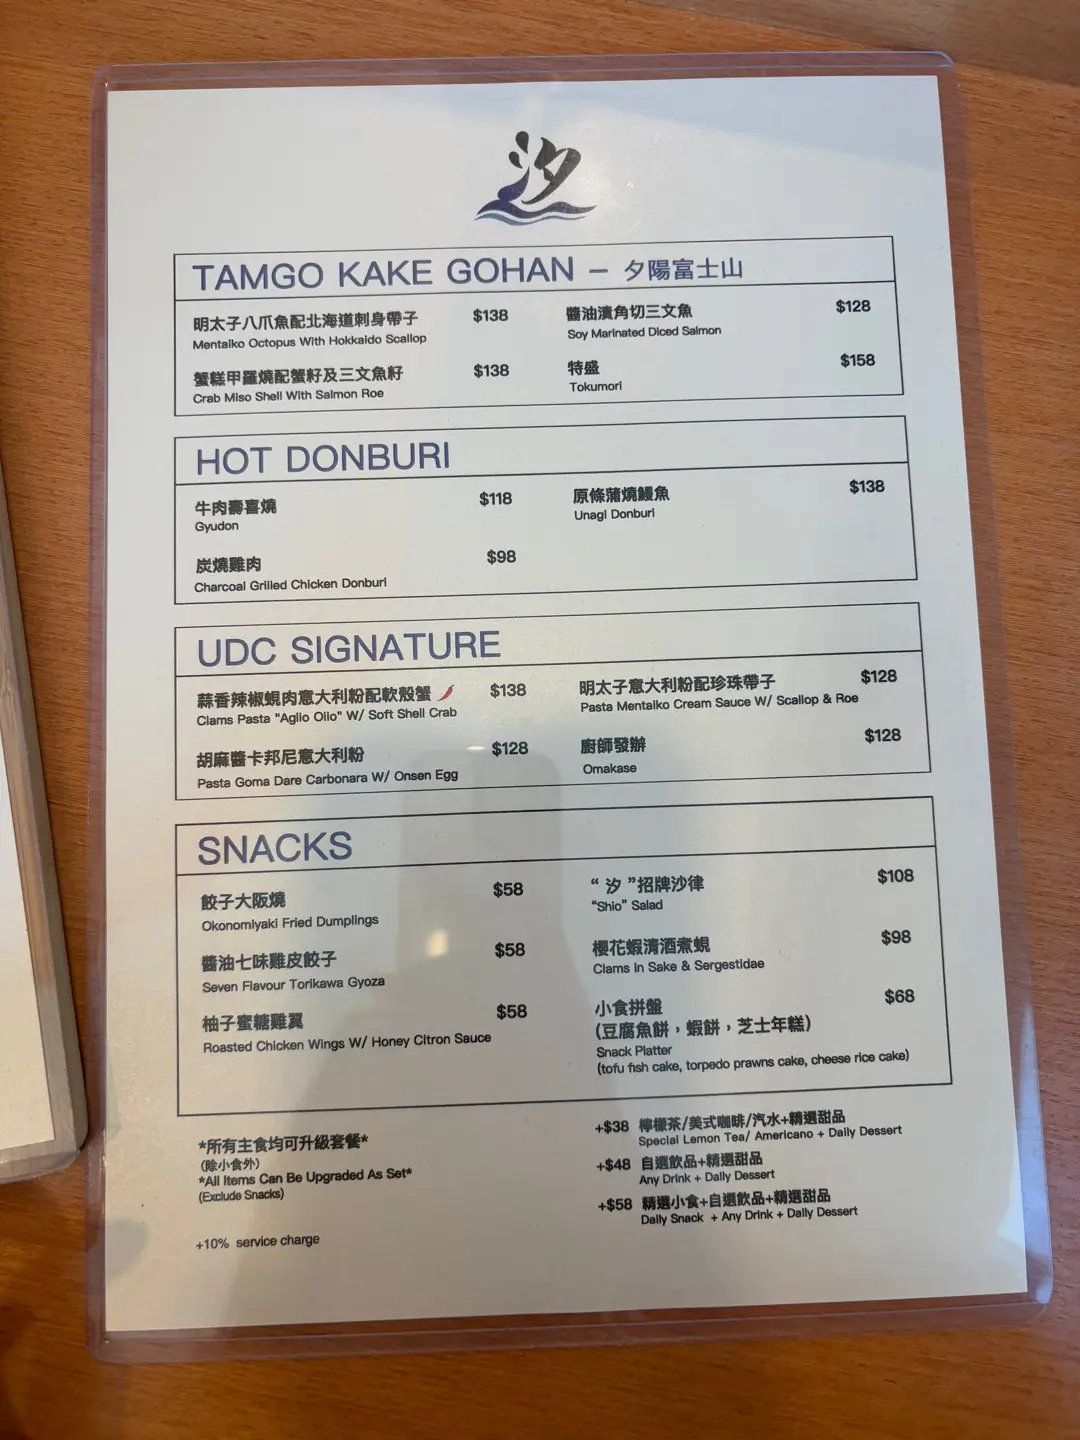 汐
TAMGO KAKE GOHAN – 夕陽富士山
明太子八爪魚配北海道刺身帶子 $138
Mentaiko Octopus With Hokkaido Scallop
醬油漬角切三文魚 $128
Soy Marinated Diced Salmon
蟹糕甲羅燒配蟹籽及三文魚籽 $138
Crab Miso Shell With Salmon Roe
特盛 $158
Tokumori
HOT DONBURI
牛肉壽喜燒 $118
Gyudon
原條蒲燒鰻魚 $138
Unagi Donburi
炭燒雞肉 $98
Charcoal Grilled Chicken Donburi
UDC SIGNATURE
蒜香辣椒蜆肉意大利粉配軟殼蟹 $138
Clams Pasta "Aglio Olio" W/ Soft Shell Crab
明太子意大利粉配珍珠帶子 $128
Pasta Mentaiko Cream Sauce W/ Scallop & Roe
胡麻醬卡邦尼意大利粉 $128
Pasta Goma Dare Carbonara W/ Onsen Egg
廚師發辦 $128
Omakase
SNACKS
餃子大阪燒 $58
Okonomiyaki Fried Dumplings
“ 汐 ”招牌沙律 $108
“Shio” Salad
醬油七味雞皮餃子 $58
Seven Flavour Torikawa Gyoza
櫻花蝦清酒煮蜆 $98
Clams in Sake & Sergestidae
柚子蜜糖雞翼 $58
Roasted Chicken Wings W/ Honey Citron Sauce
小食拼盤 $68
(豆腐魚餅，蝦餅，芝士年糕)
Snack Platter
(tofu fish cake, torpedo prawns cake, cheese rice cake)
*所有主食均可升級套餐*
(除小食外)
*All Items Can Be Upgraded As Set*
(Exclude Snacks)
+$38 檸檬茶/美式咖啡/汽水+精選甜品
Special Lemon Tea/ Americano + Daily Dessert
+$48 自選飲品+精選甜品
Any Drink + Daily Dessert
+$58 精選小食+自選飲品+精選甜品
Daily Snack + Any Drink + Daily Dessert
+10% service charge